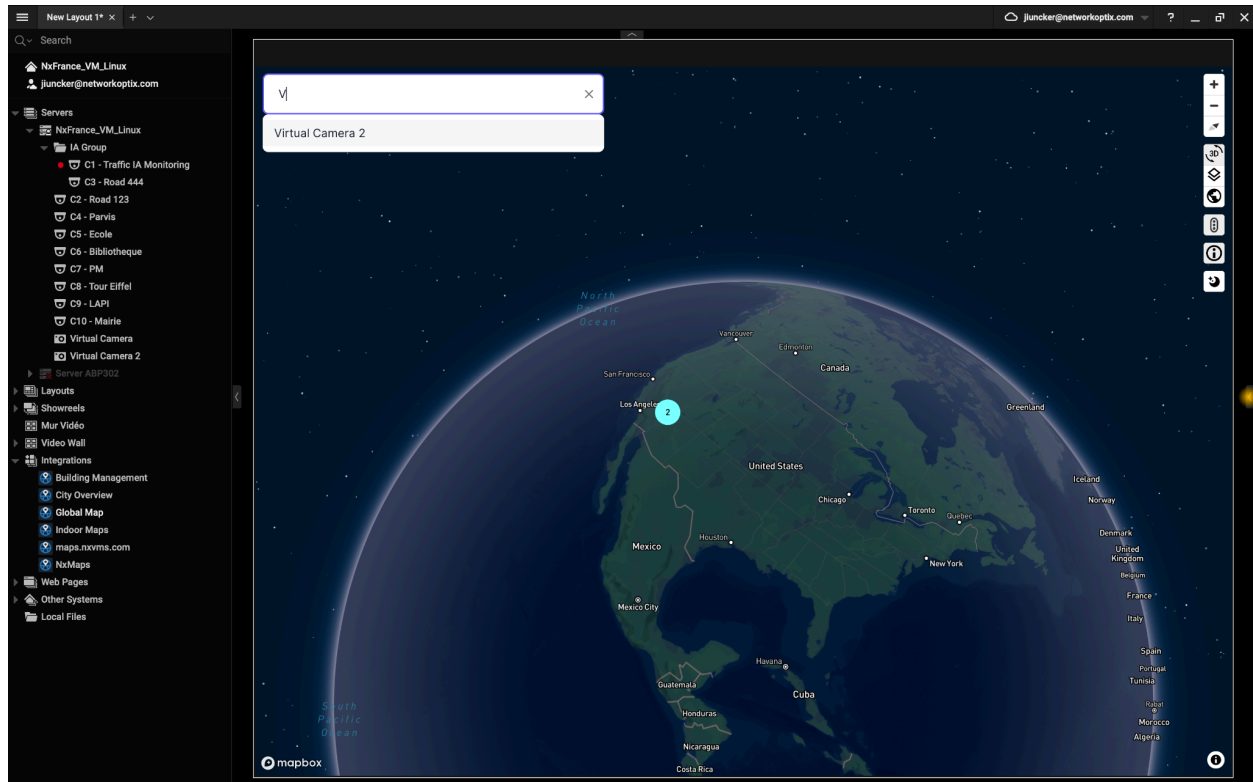 New Layout 1*
jiuncker@networkoptix.com
?
Search
NxFrance_VM_Linux
jiuncker@networkoptix.com
Servers
NxFrance_VM_Linux
IA Group
C1 - Traffic IA Monitoring
C3 - Road 444
C2 - Road 123
C4 - Parvis
C5 - Ecole
C6 - Bibliotheque
C7 - PM
C8 - Tour Eiffel
C9 - LAPI
C10 - Mairie
Virtual Camera
Virtual Camera 2
Server ABP302
Layouts
Showreels
Mur Vidéo
Video Wall
Integrations
Building Management
City Overview
Global Map
Indoor Maps
maps.nxvms.com
NxMaps
Web Pages
Other Systems
Local Files
V
Virtual Camera 2
3D
North
Pacific
Ocean
Vancouver
Edmonton
Canada
San Francisco
Greenland
Los Angele
2
United States
Iceland
Chicago
Norway
Toronto
Quebec
Houston
Denmark
Mexico
United
Kingdom
New York
Belgium
France
Mexico City
Italy
Spain
Havana
Portugal
Guatemala
Tunisia
Cuba
Rabat
South
Pacific
Ocean
Honduras
Morocco
Algeria
Nicaragua
mapbox
Costa Rica